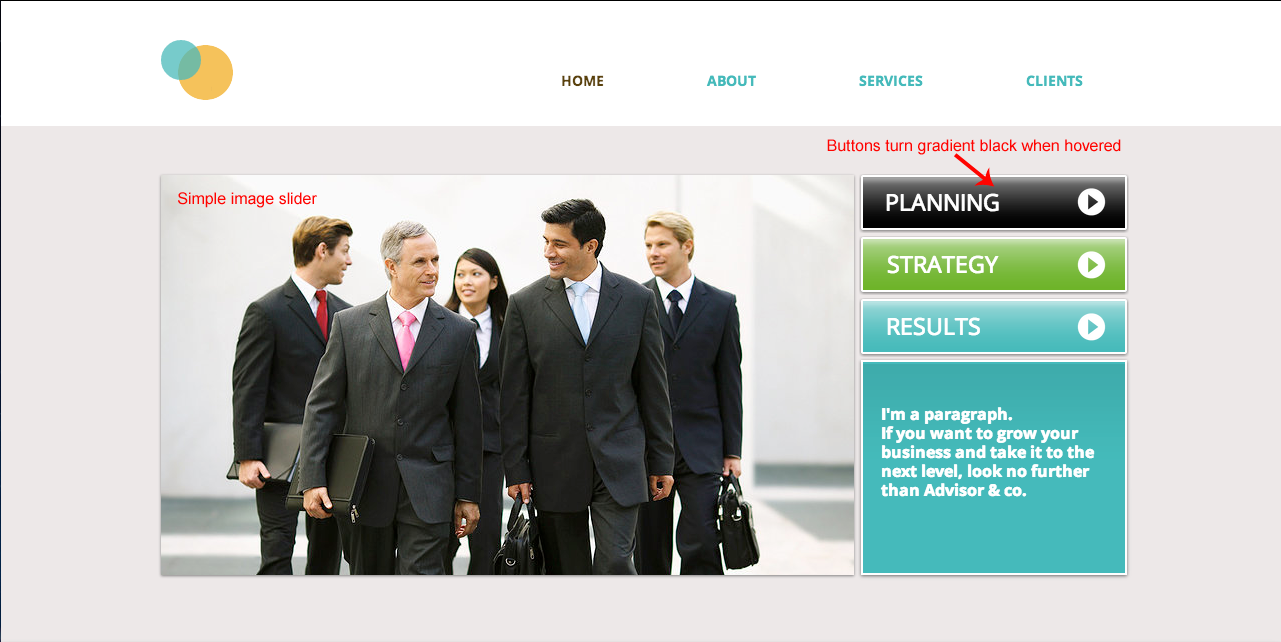 HOME ABOUT SERVICES CLIENTS
Buttons turn gradient black when hovered
Simple image slider
PLANNING
STRATEGY
RESULTS
I'm a paragraph.
If you want to grow your
business and take it to the
next level, look no further
than Advisor & co.